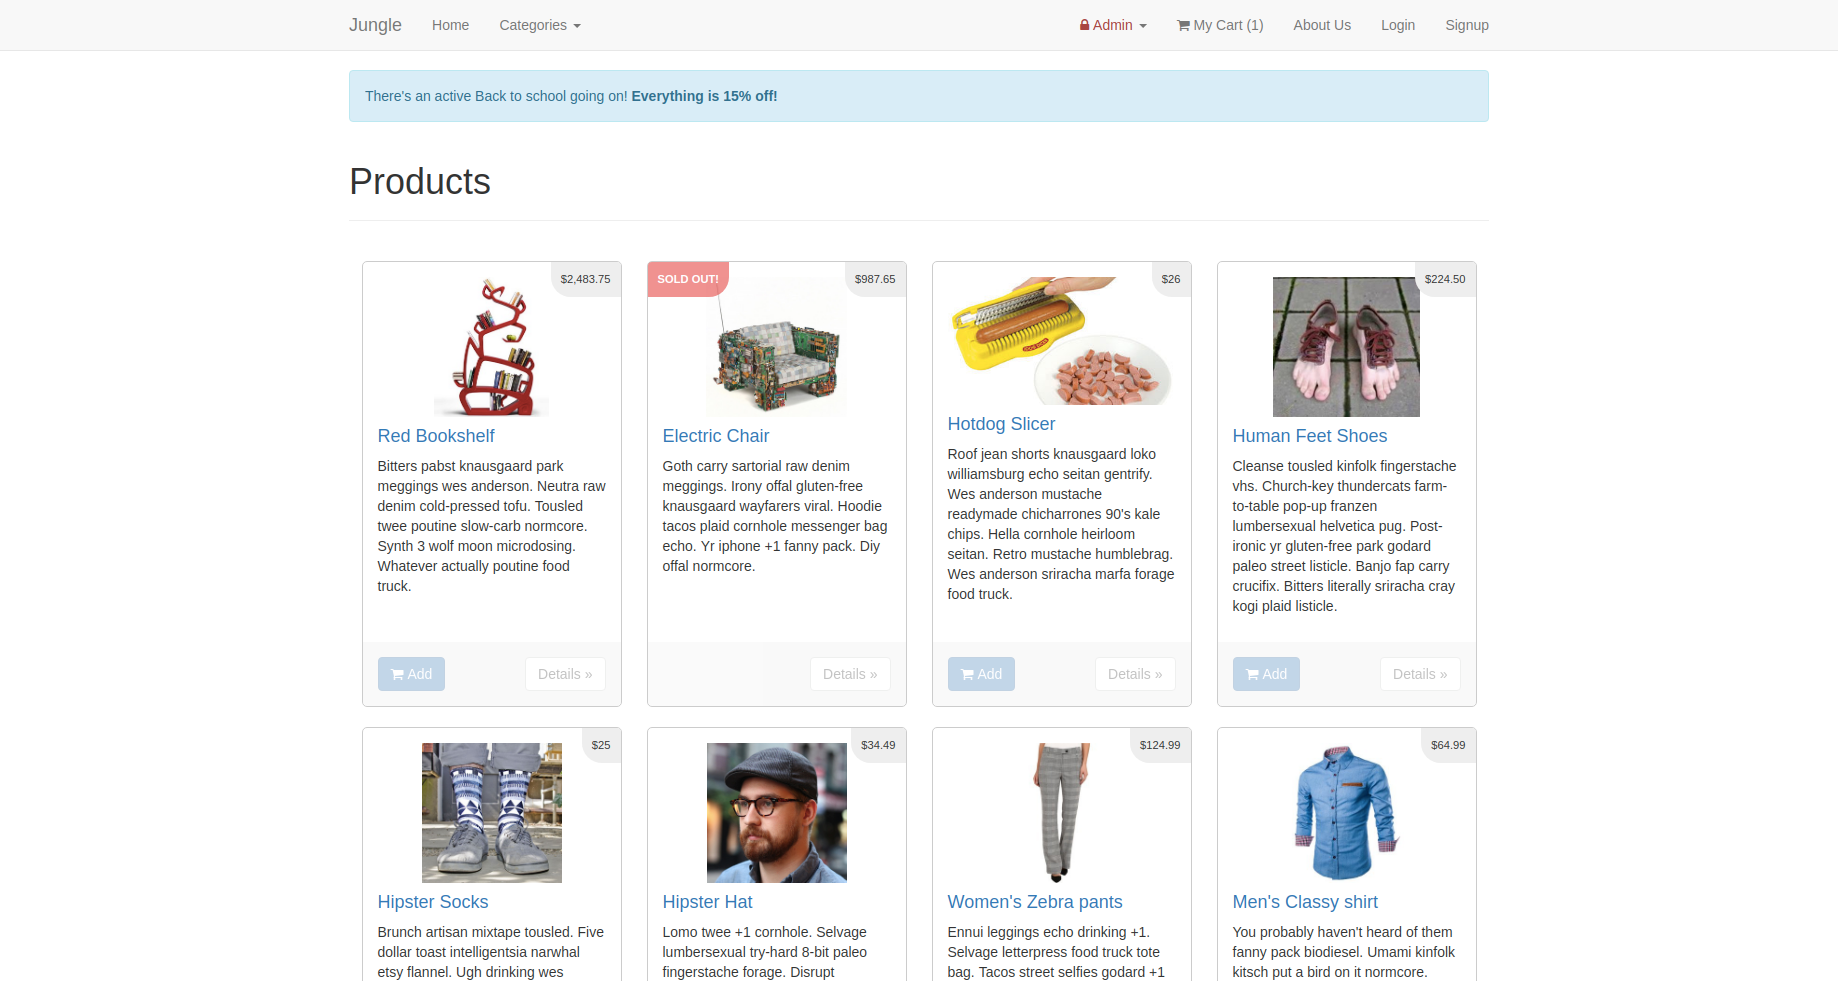 Jungle Home Categories Admin My Cart (1) About Us Login Signup
There's an active Back to school going on! Everything is 15% off!
Products
$2,483.75
Red Bookshelf
Bitters pabst knausgaard park
meggings wes anderson. Neutra raw
denim cold-pressed tofu. Tousled
twee poutine slow-carb normcore.
Synth 3 wolf moon microdosing.
Whatever actually poutine food
truck.
Add Details »
SOLD OUT! $987.65
Electric Chair
Goth carry sartorial raw denim
meggings. Irony offal gluten-free
knausgaard wayfarers viral. Hoodie
tacos plaid cornhole messenger bag
echo. Yr iphone +1 fanny pack. Diy
offal normcore.
Details »
$26
Hotdog Slicer
Roof jean shorts knausgaard loko
williamsburg echo seitan gentrify.
Wes anderson mustache
readymade chicharrones 90's kale
chips. Hella cornhole heirloom
seitan. Retro mustache humblebrag.
Wes anderson sriracha marfa forage
food truck.
Add Details »
$224.50
Human Feet Shoes
Cleanse tousled kinfolk fingerstache
vhs. Church-key thundercats farm-
to-table pop-up franzen
lumbersexual helvetica pug. Post-
ironic yr gluten-free park godard
paleo street listicle. Banjo fap carry
crucifix. Bitters literally sriracha cray
kogi plaid listicle.
Add Details »
$25
Hipster Socks
Brunch artisan mixtape tousled. Five
dollar toast intelligentsia narwhal
etsy flannel. Ugh drinking wes
$34.49
Hipster Hat
Lomo twee +1 cornhole. Selvage
lumbersexual try-hard 8-bit paleo
fingerstache forage. Disrupt
$124.99
Women's Zebra pants
Ennui leggings echo drinking +1.
Selvage letterpress food truck tote
bag. Tacos street selfies godard +1
$64.99
Men's Classy shirt
You probably haven't heard of them
fanny pack biodiesel. Umami kinfolk
kitsch put a bird on it normcore.